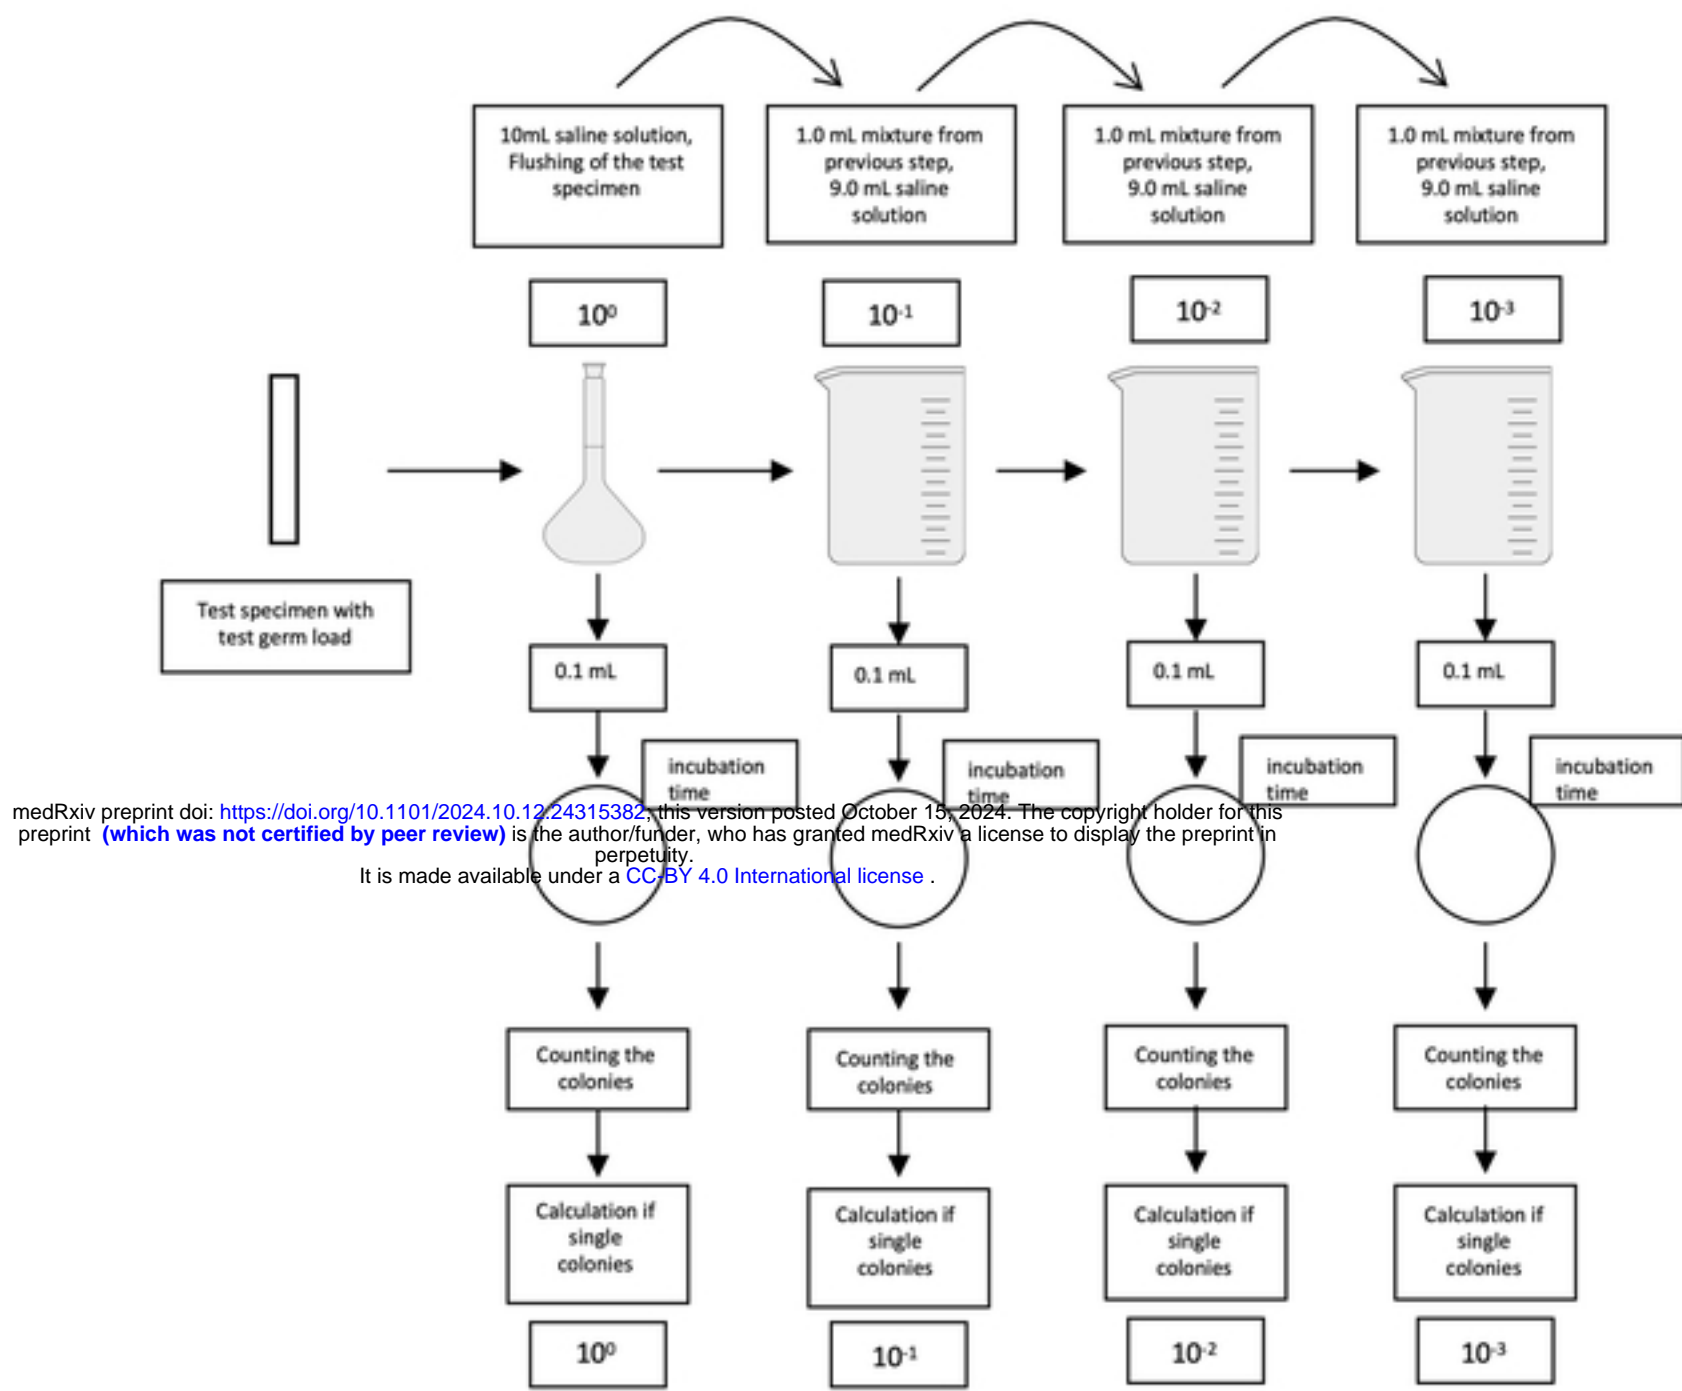 10mL saline solution,
Flushing of the test
specimen
1.0 mL mixture from
previous step,
9.0 mL saline
solution
1.0 mL mixture from
previous step,
9.0 mL saline
solution
1.0 mL mixture from
previous step,
9.0 mL saline
solution
10⁰
10⁻¹
10⁻²
10⁻³
Test specimen with
test germ load
0.1 mL
0.1 mL
0.1 mL
0.1 mL
incubation
time
incubation
time
incubation
time
incubation
time
medRxiv preprint doi: https://doi.org/10.1101/2024.10.12.24315382; this version posted October 15, 2024. The copyright holder for this
preprint (which was not certified by peer review) is the author/funder, who has granted medRxiv a license to display the preprint in
perpetuity.
It is made available under a CC-BY 4.0 International license .
Counting the
colonies
Counting the
colonies
Counting the
colonies
Counting the
colonies
Calculation if
single
colonies
Calculation if
single
colonies
Calculation if
single
colonies
Calculation if
single
colonies
10⁰
10⁻¹
10⁻²
10⁻³